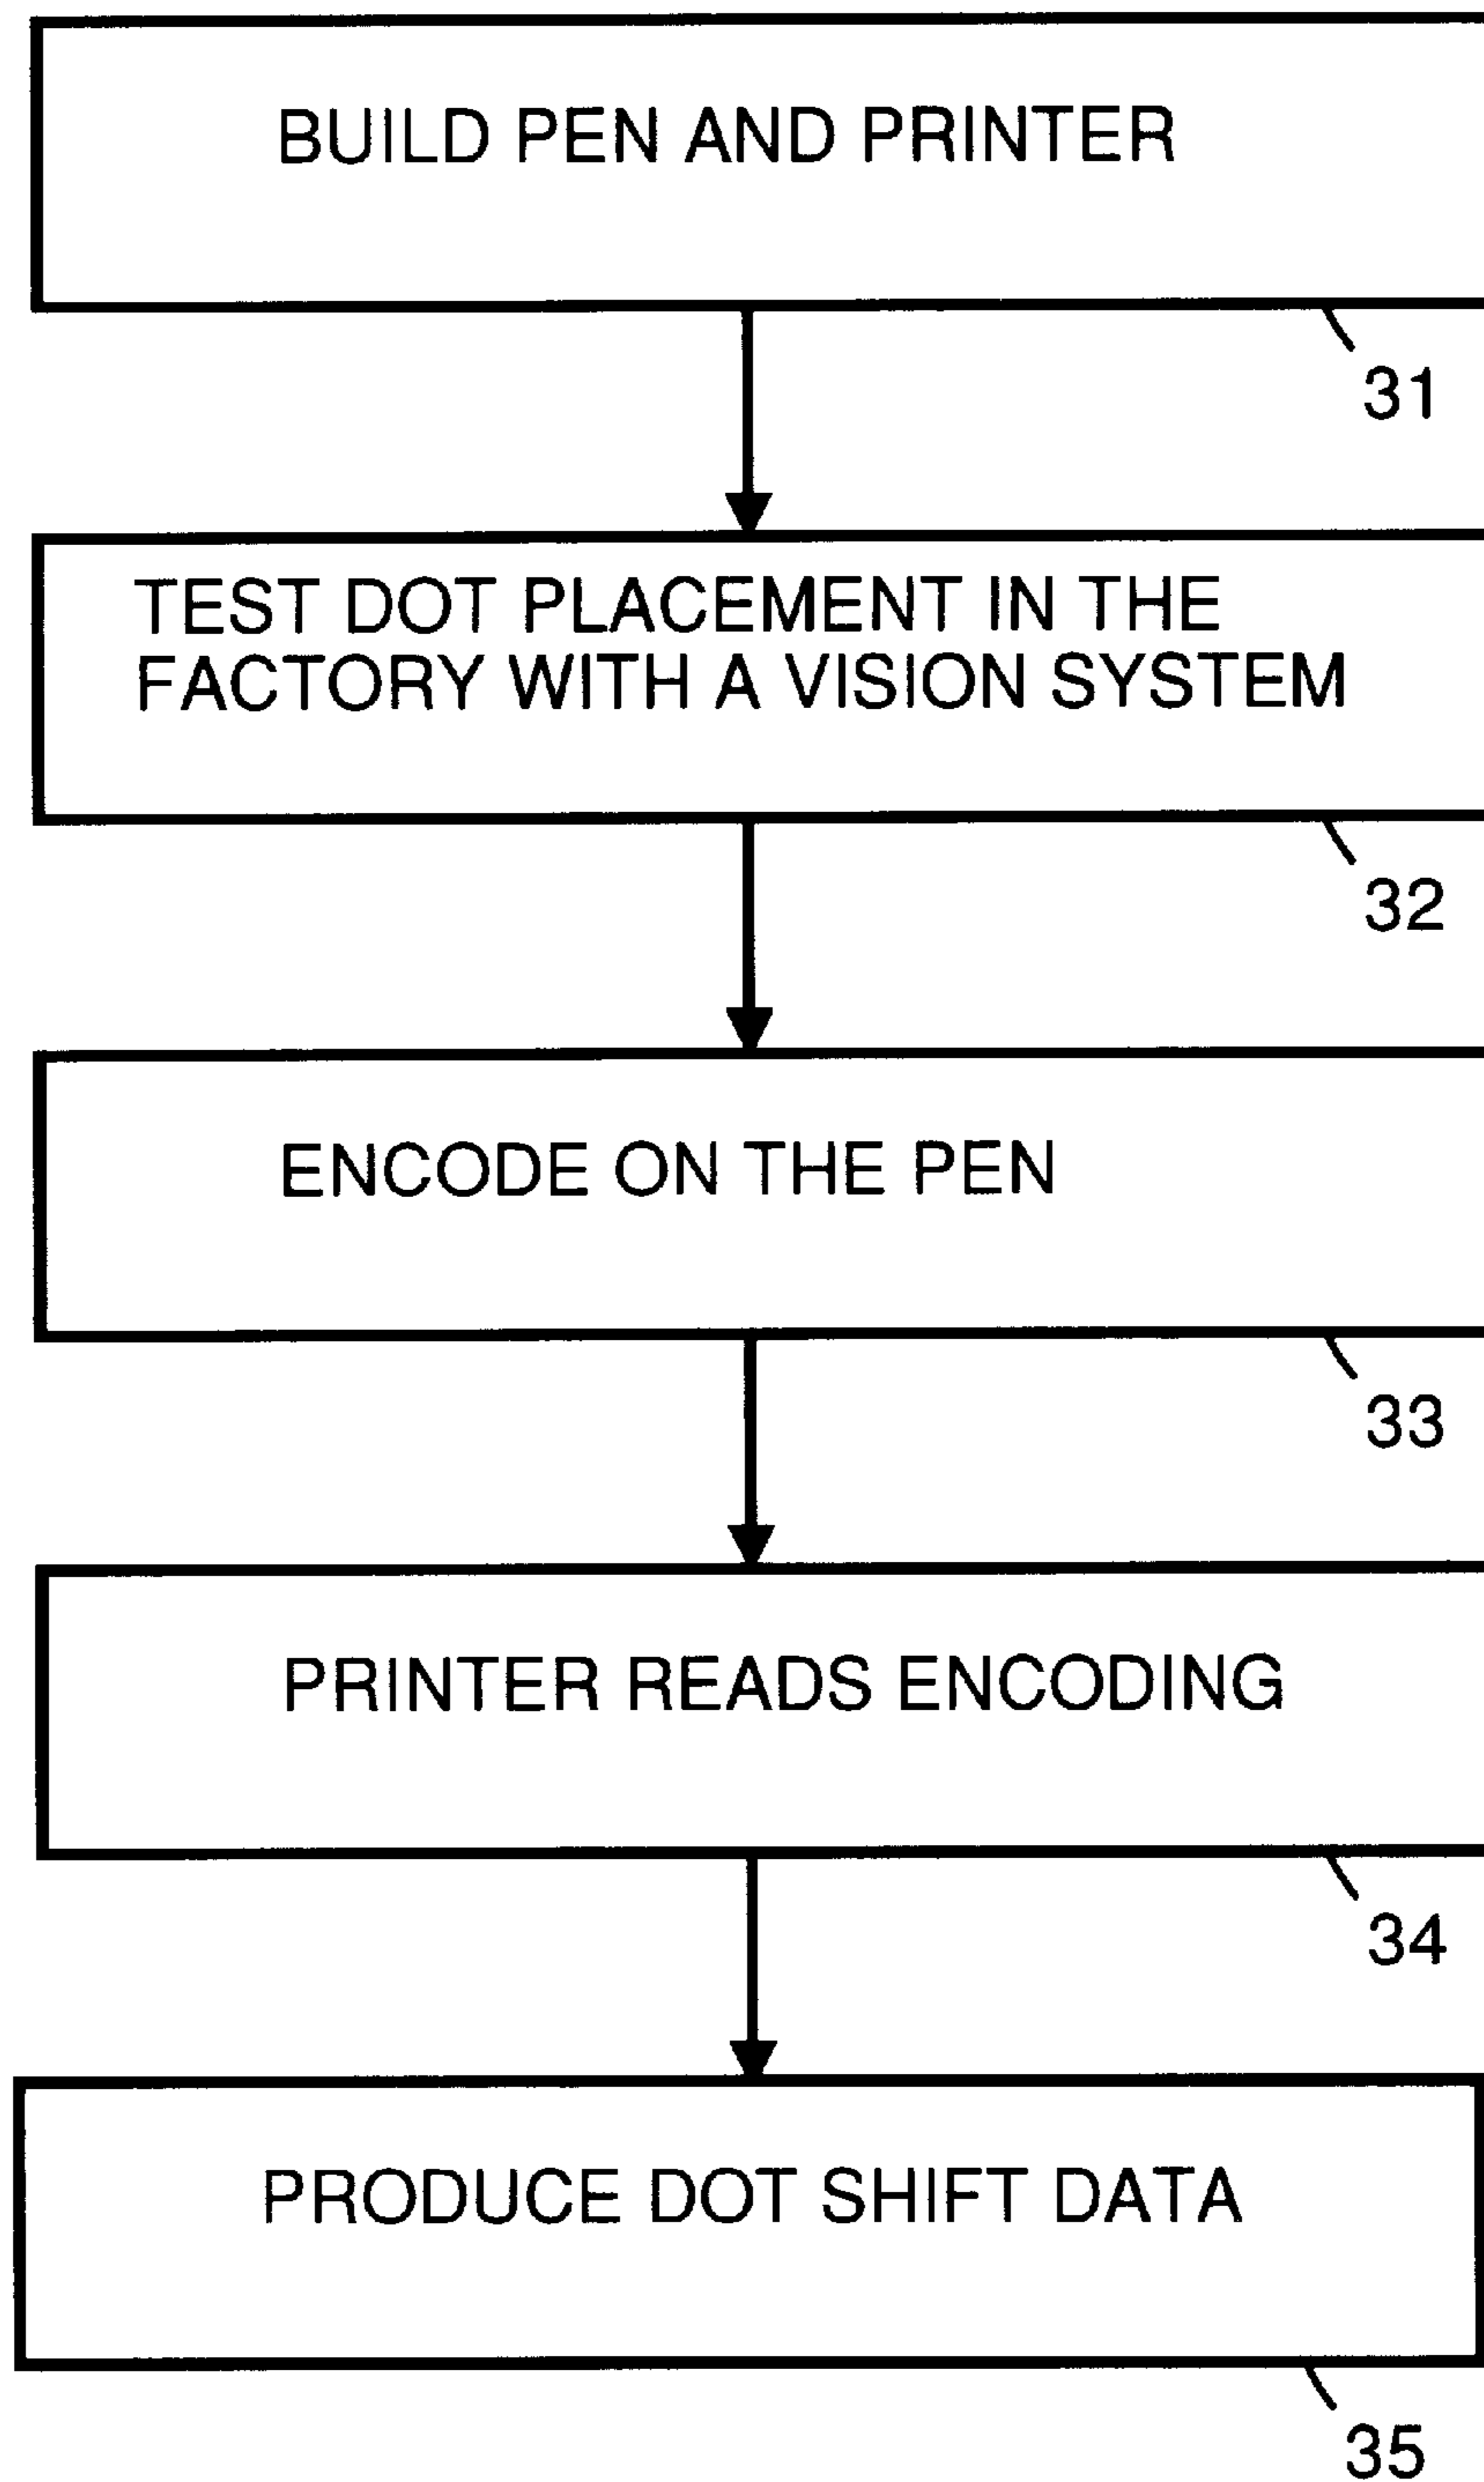 BUILD PEN AND PRINTER
31
TEST DOT PLACEMENT IN THE
FACTORY WITH A VISION SYSTEM
32
ENCODE ON THE PEN
33
PRINTER READS ENCODING
34
PRODUCE DOT SHIFT DATA
35